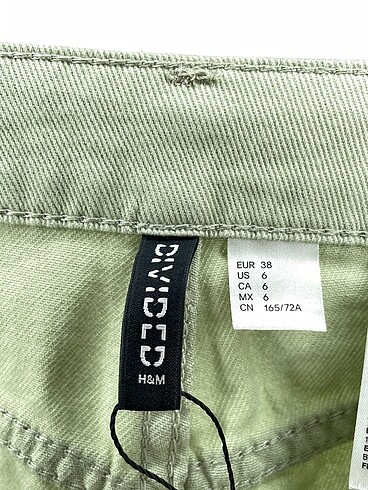 DIVIDED
H&M
EUR 38
US 6
CA 6
MX 6
CN 165/72A